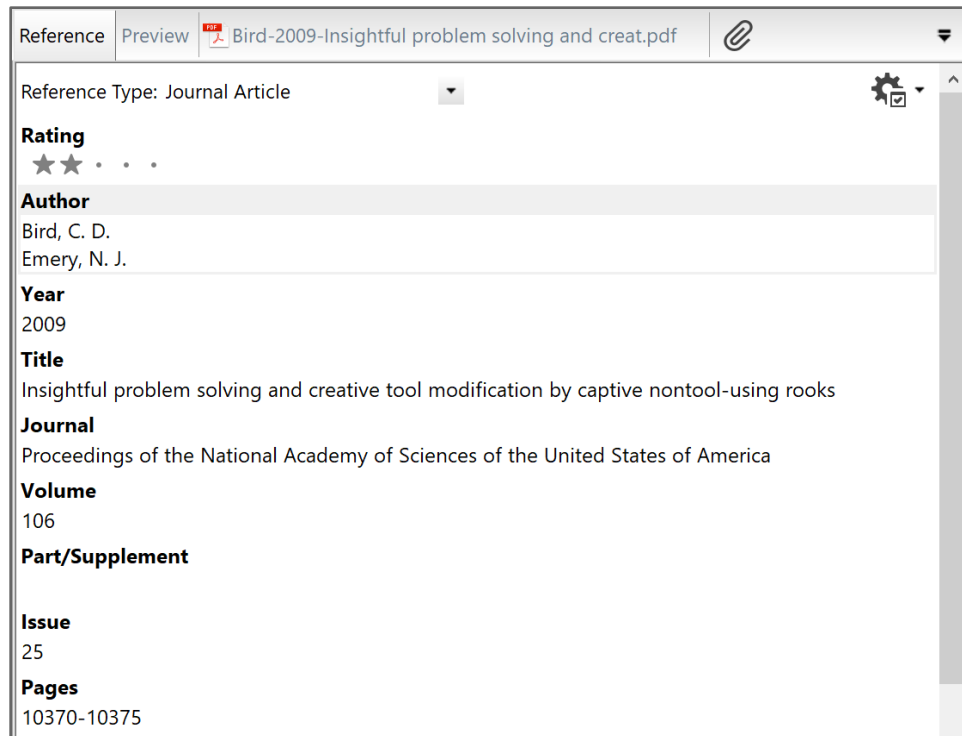 Reference Preview PDF Bird-2009-Insightful problem solving and creat.pdf
Reference Type: Journal Article
Rating
Author
Bird, C. D.
Emery, N. J.
Year
2009
Title
Insightful problem solving and creative tool modification by captive nontool-using rooks
Journal
Proceedings of the National Academy of Sciences of the United States of America
Volume
106
Part/Supplement
Issue
25
Pages
10370-10375